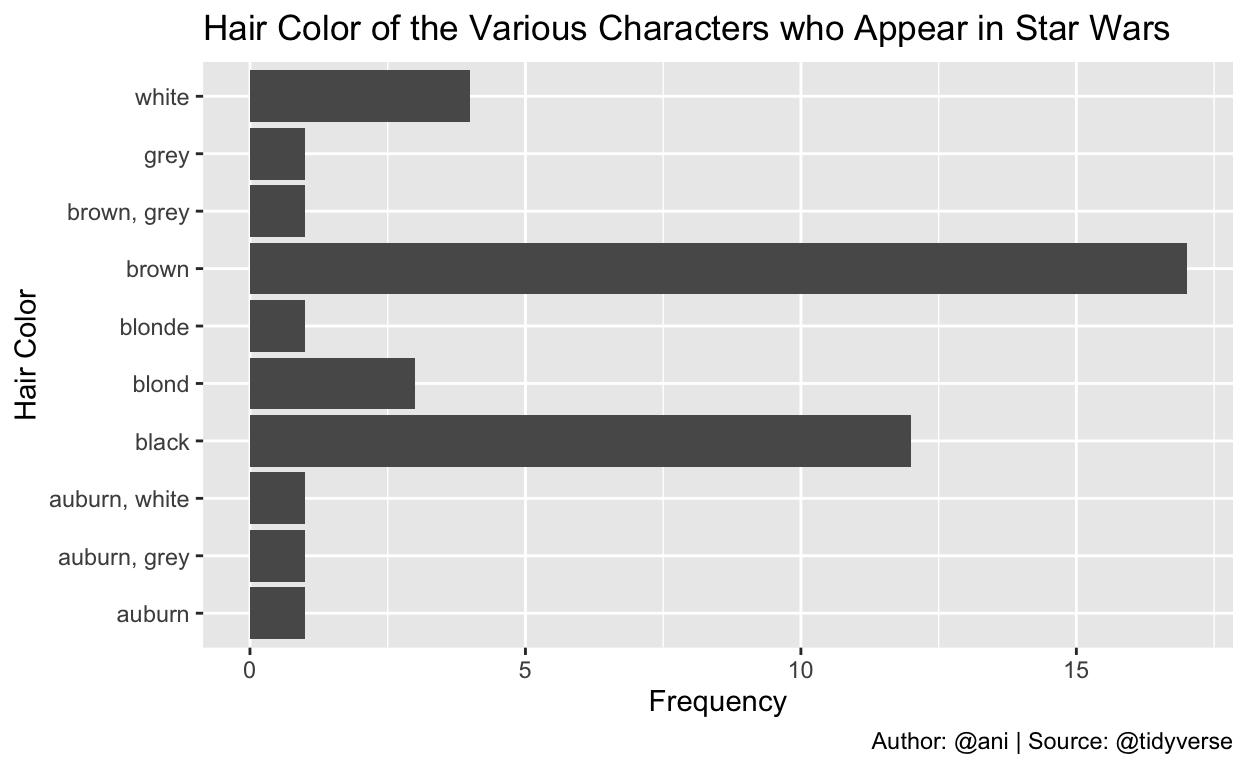 Hair Color of the Various Characters who Appear in Star Wars
Hair Color
white
grey
brown, grey
brown
blonde
blond
black
auburn, white
auburn, grey
auburn
0 5 10 15
Frequency
Author: @ani | Source: @tidyverse